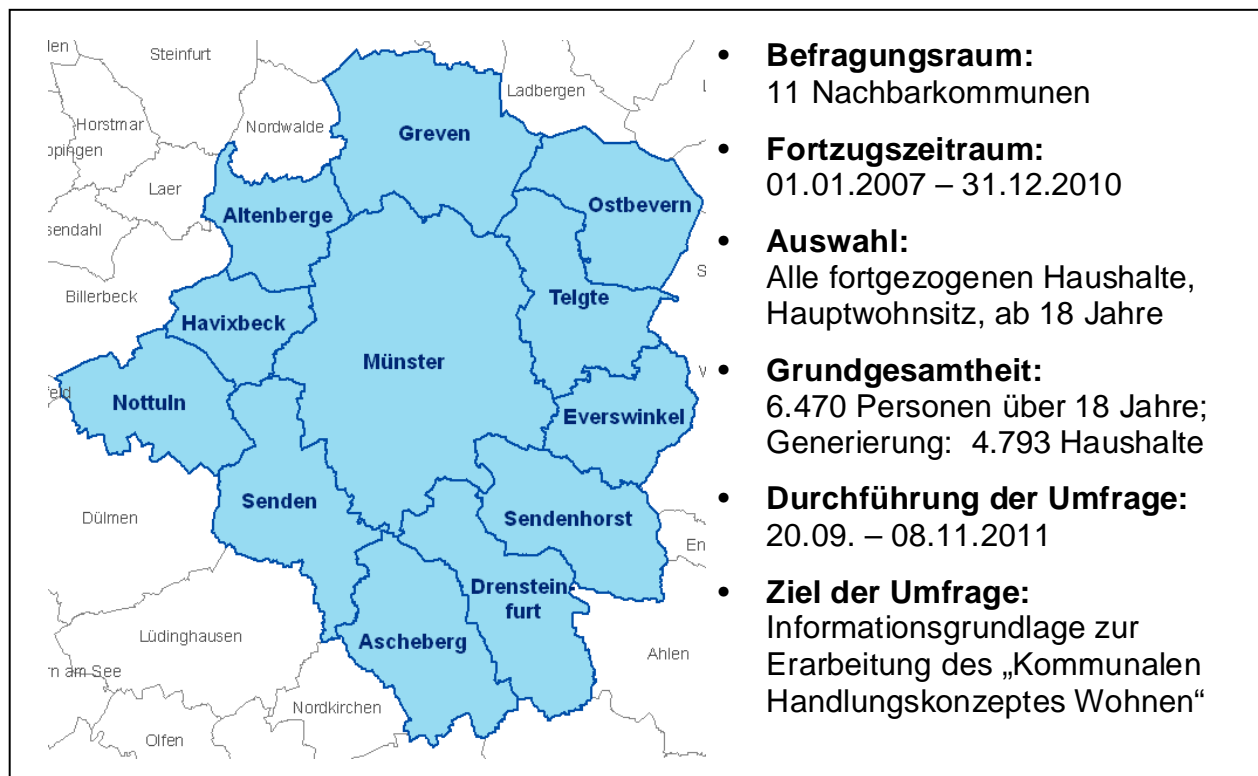 Steinfurt
Ladbergen
Horstmar
Nordwalde
Greven
Laer
Altenberge
Ostbevern
Billerbeck
Telgte
Havixbeck
Münster
Nottuln
Everswinkel
Senden
Sendenhorst
Dülmen
Drenstein-
furt
Lüdinghausen
Ascheberg
Ahlen
Nordkirchen
Olfen
• Befragungsraum:
11 Nachbarkommunen
• Fortzugszeitraum:
01.01.2007 – 31.12.2010
• Auswahl:
Alle fortgezogenen Haushalte,
Hauptwohnsitz, ab 18 Jahre
• Grundgesamtheit:
6.470 Personen über 18 Jahre;
Generierung: 4.793 Haushalte
• Durchführung der Umfrage:
20.09. – 08.11.2011
• Ziel der Umfrage:
Informationsgrundlage zur
Erarbeitung des „Kommunalen
Handlungskonzeptes Wohnen“